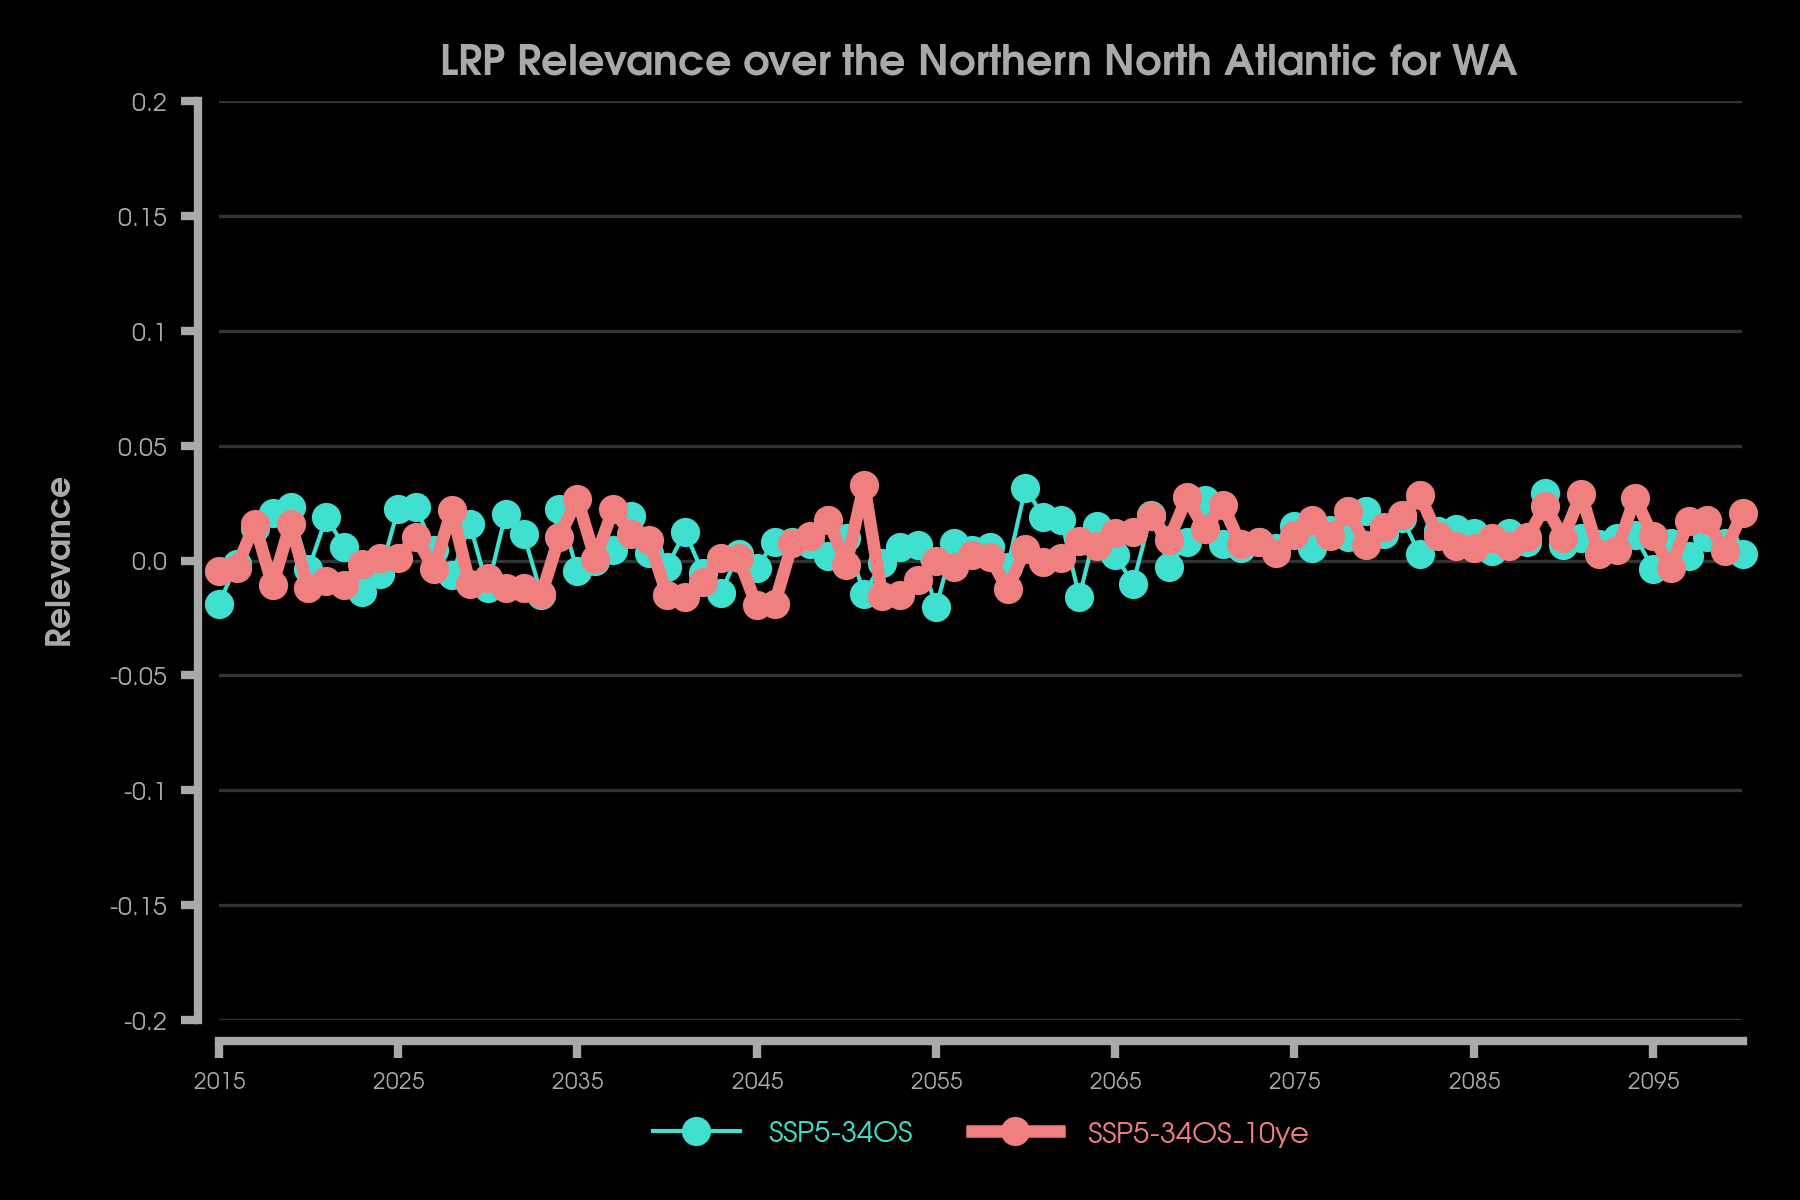 LRP Relevance over the Northern North Atlantic for WA
0.2
0.15
0.1
0.05
0.0
-0.05
-0.1
-0.15
-0.2
Relevance
2015 2025 2035 2045 2055 2065 2075 2085 2095
SSP5-34OS SSP5-34OS_10ye